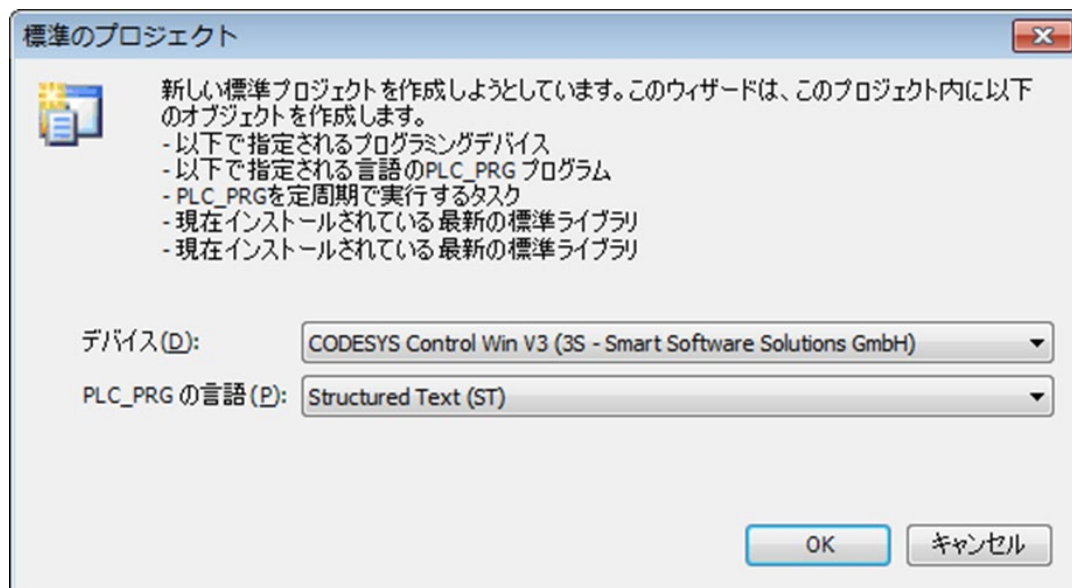 標準のプロジェクト
新しい標準プロジェクトを作成しようとしています。このウィザードは、このプロジェクト内に以下
のオブジェクトを作成します。
- 以下で指定されるプログラミングデバイス
- 以下で指定される言語のPLC_PRG プログラム
- PLC_PRGを定周期で実行するタスク
- 現在インストールされている最新の標準ライブラリ
- 現在インストールされている最新の標準ライブラリ
デバイス(D): CODESYS Control Win V3 (3S - Smart Software Solutions GmbH)
PLC_PRG の言語(P): Structured Text (ST)
OK キャンセル